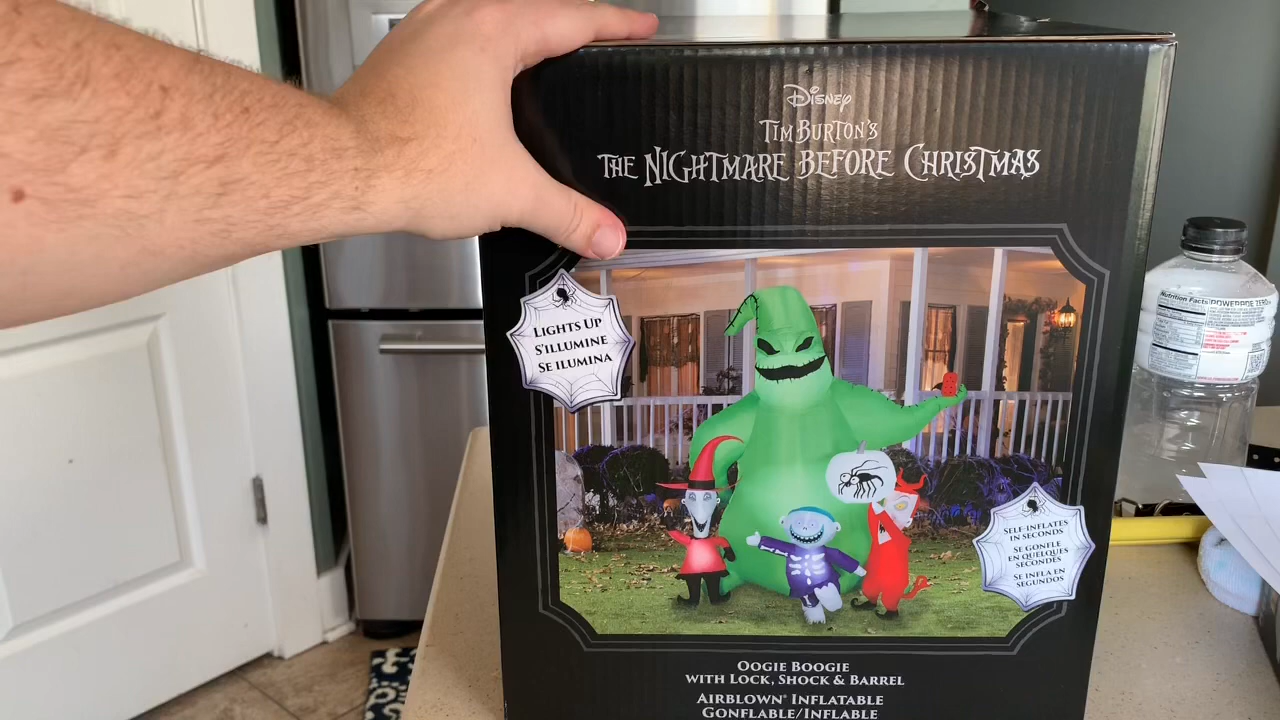 Disney
Tim Burton's
The Nightmare Before Christmas
Lights Up
S'illumine
Se Ilumina
Self-Inflates
in Seconds
Se Gonfle
en Quelques
Secondes
Se Infla en
Segundos
Oogie Boogie
with Lock, Shock & Barrel
Airblown® Inflatable
Gonflable/Inflable
Nutrition Facts
POWERADE ZERO